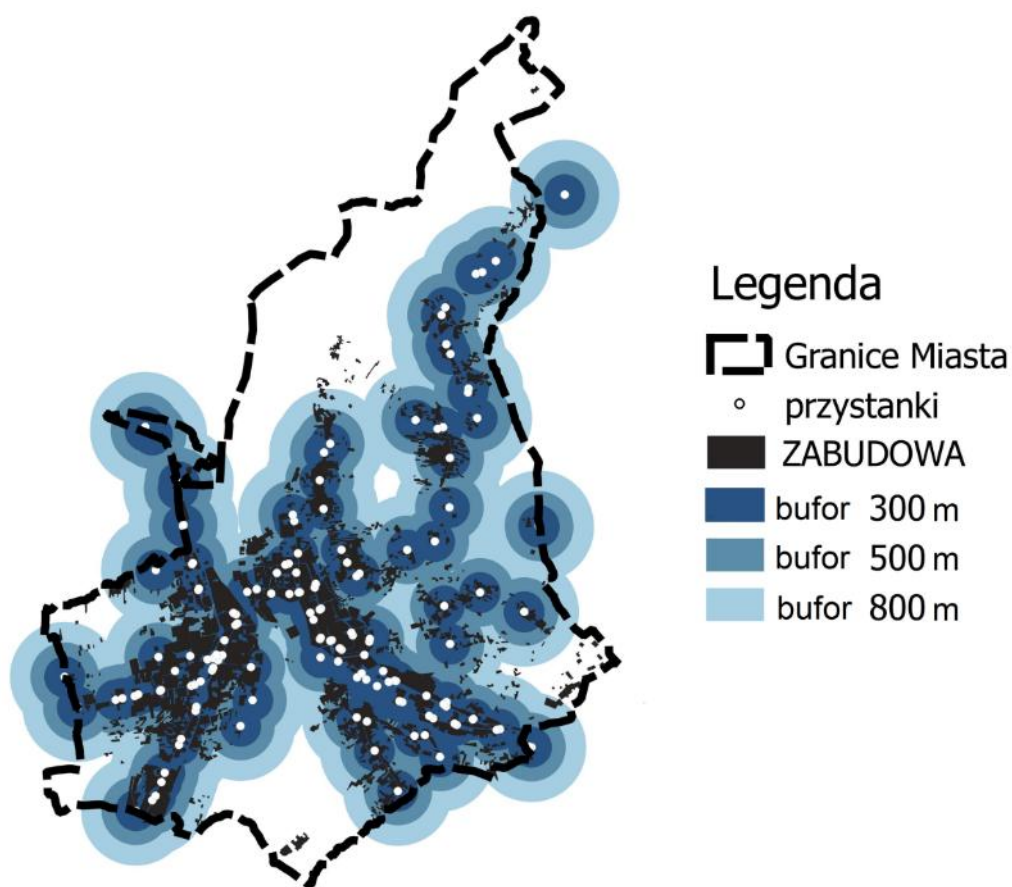 Legenda
Granice Miasta
przystanki
ZABUDOWA
bufor 300 m
bufor 500 m
bufor 800 m